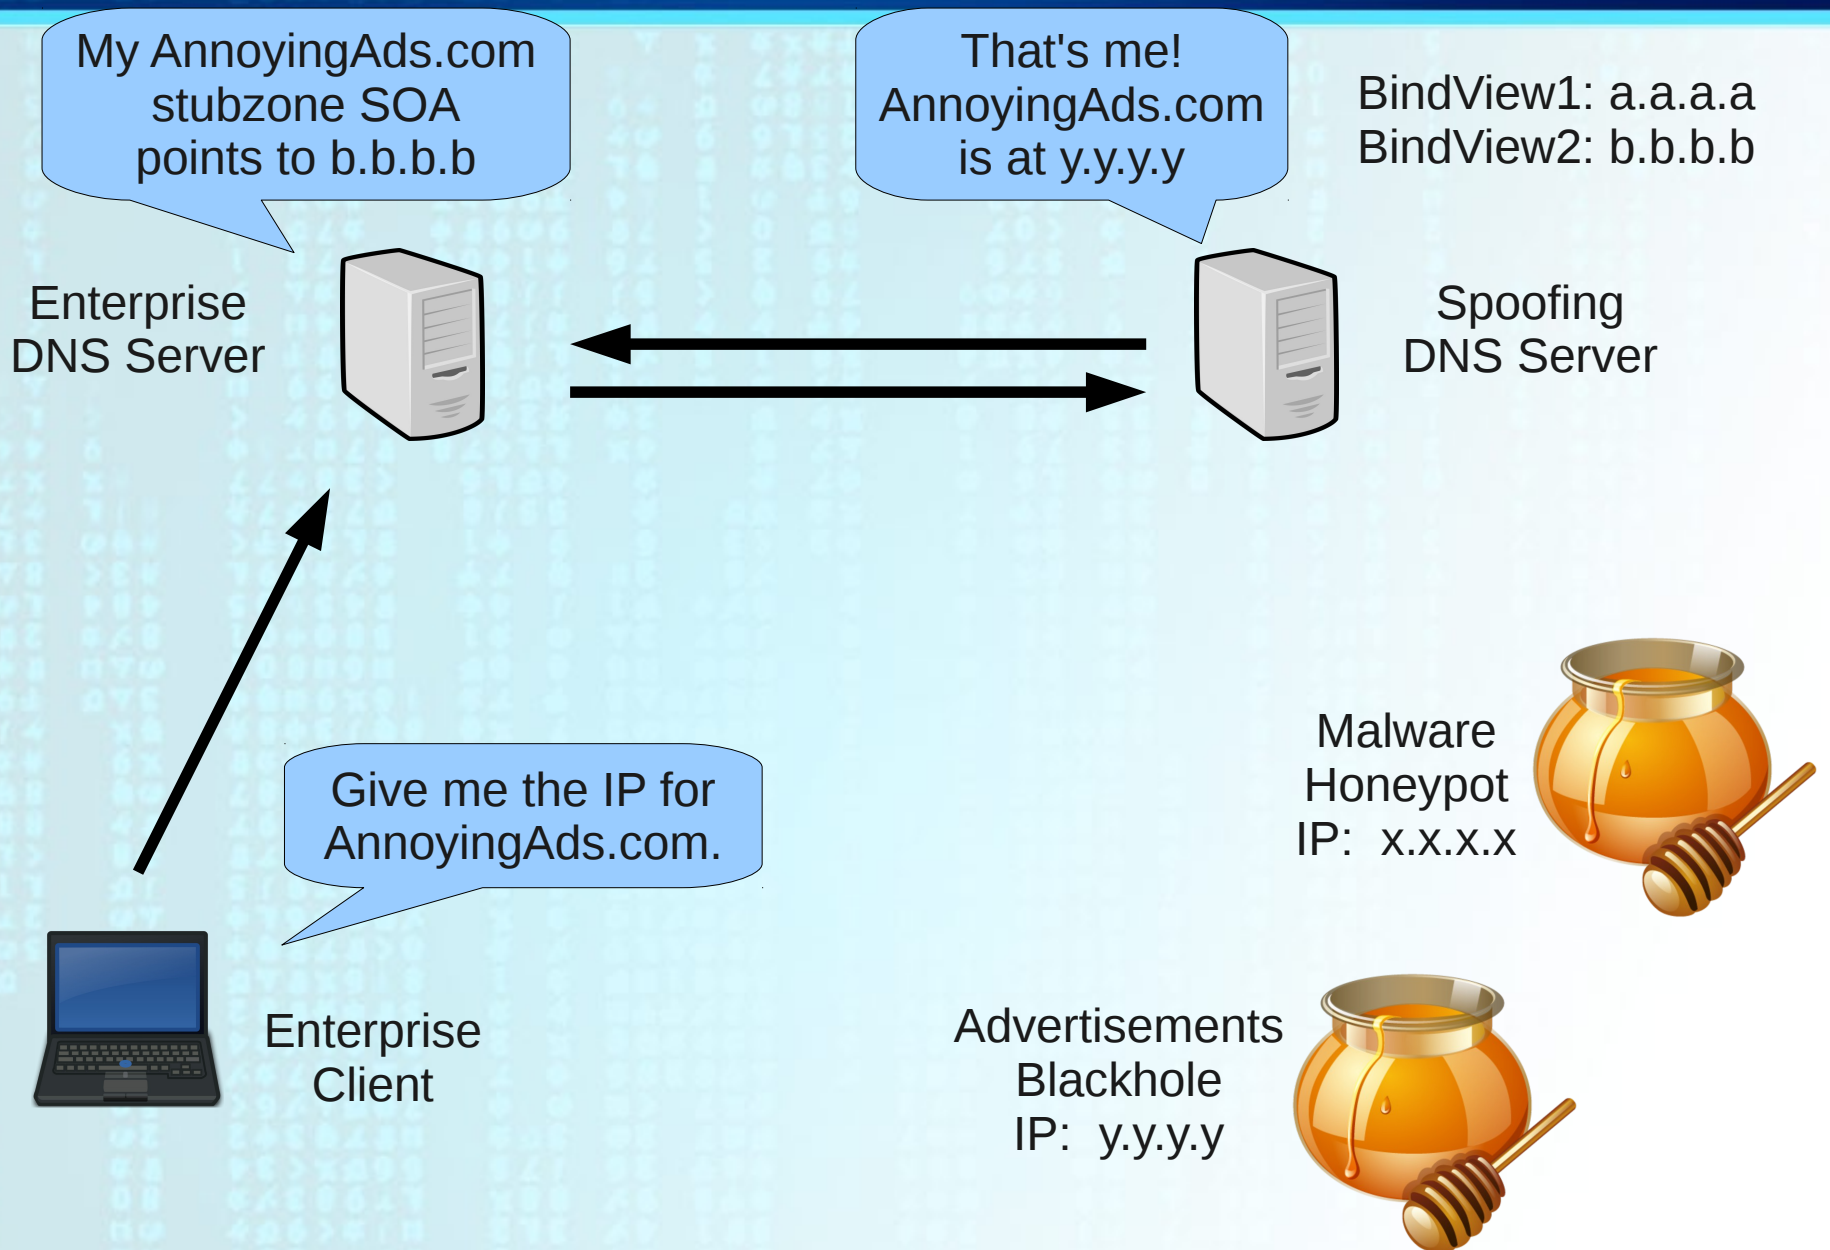 My AnnoyingAds.com
stubzone SOA
points to b.b.b.b
That's me!
AnnoyingAds.com
is at y.y.y.y
BindView1: a.a.a.a
BindView2: b.b.b.b
Enterprise
DNS Server
Spoofing
DNS Server
Give me the IP for
AnnoyingAds.com.
Malware
Honeypot
IP:  x.x.x.x
Enterprise
Client
Advertisements
Blackhole
IP:  y.y.y.y